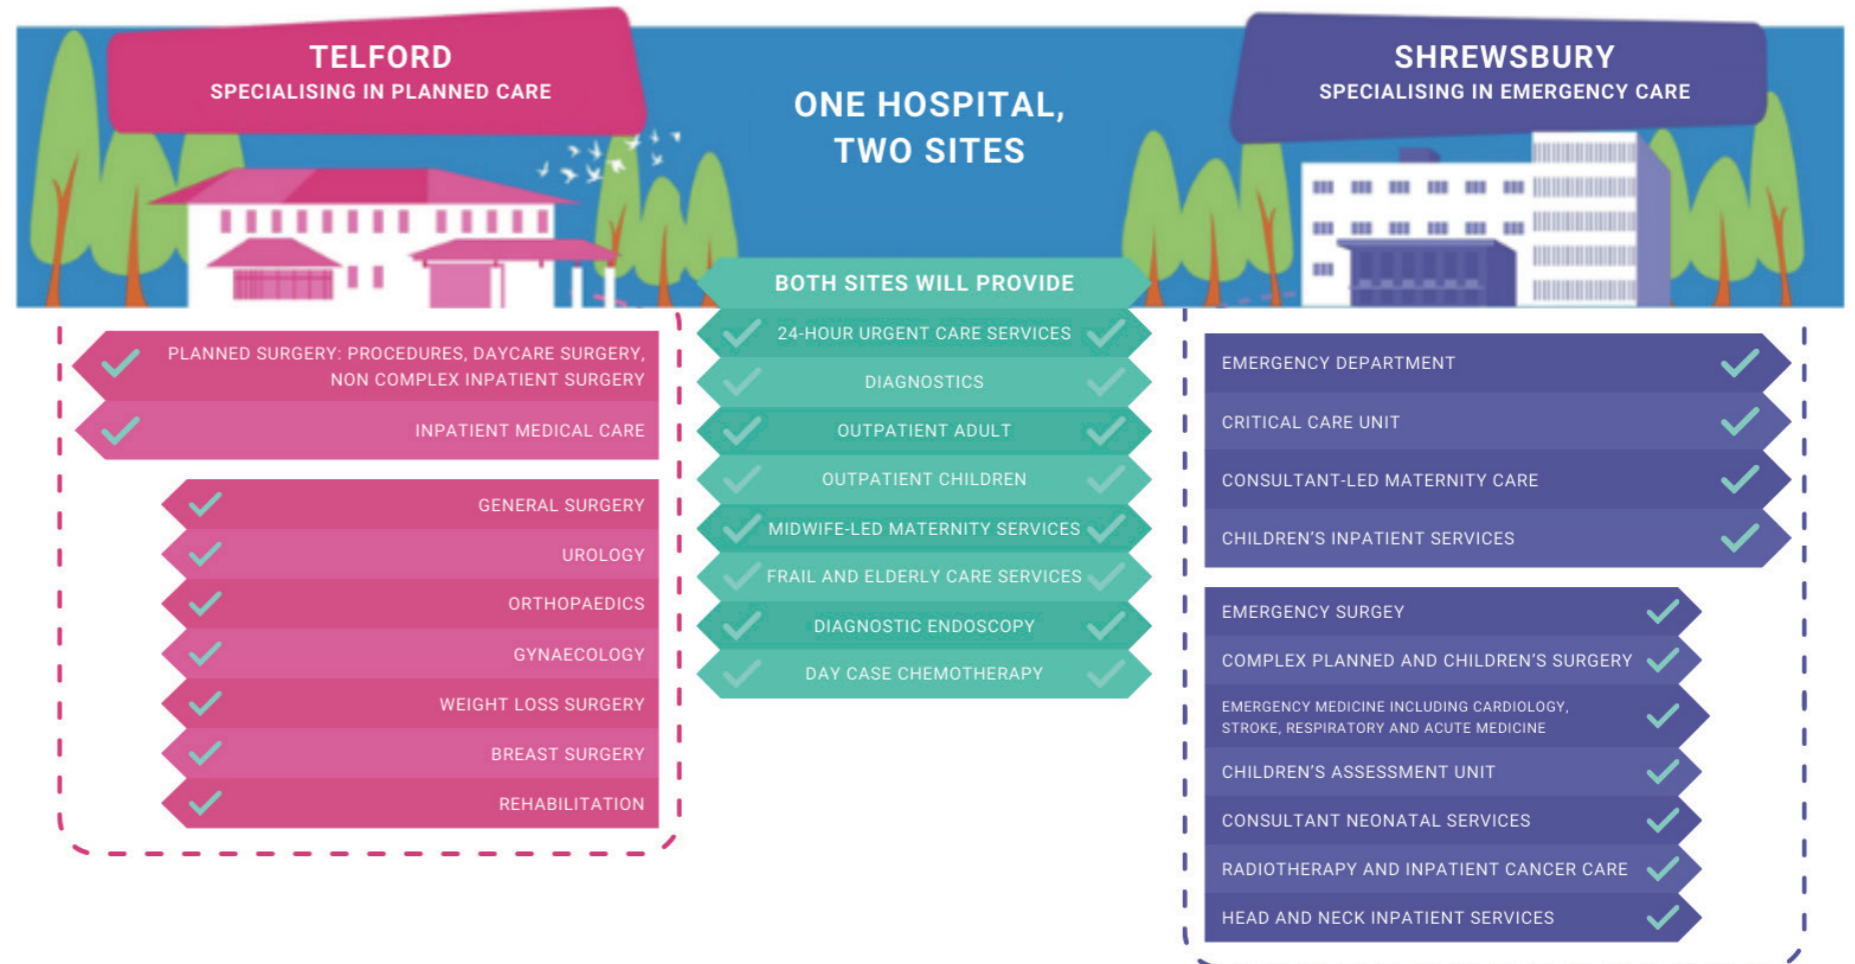 TELFORD
SPECIALISING IN PLANNED CARE
ONE HOSPITAL,
TWO SITES
SHREWSBURY
SPECIALISING IN EMERGENCY CARE
PLANNED SURGERY: PROCEDURES, DAYCARE SURGERY,
NON COMPLEX INPATIENT SURGERY
INPATIENT MEDICAL CARE
GENERAL SURGERY
UROLOGY
ORTHOPAEDICS
GYNAECOLOGY
WEIGHT LOSS SURGERY
BREAST SURGERY
REHABILITATION
BOTH SITES WILL PROVIDE
24-HOUR URGENT CARE SERVICES
DIAGNOSTICS
OUTPATIENT ADULT
OUTPATIENT CHILDREN
MIDWIFE-LED MATERNITY SERVICES
FRAIL AND ELDERLY CARE SERVICES
DIAGNOSTIC ENDOSCOPY
DAY CASE CHEMOTHERAPY
EMERGENCY DEPARTMENT
CRITICAL CARE UNIT
CONSULTANT-LED MATERNITY CARE
CHILDREN'S INPATIENT SERVICES
EMERGENCY SURGEY
COMPLEX PLANNED AND CHILDREN'S SURGERY
EMERGENCY MEDICINE INCLUDING CARDIOLOGY,
STROKE, RESPIRATORY AND ACUTE MEDICINE
CHILDREN'S ASSESSMENT UNIT
CONSULTANT NEONATAL SERVICES
RADIOTHERAPY AND INPATIENT CANCER CARE
HEAD AND NECK INPATIENT SERVICES